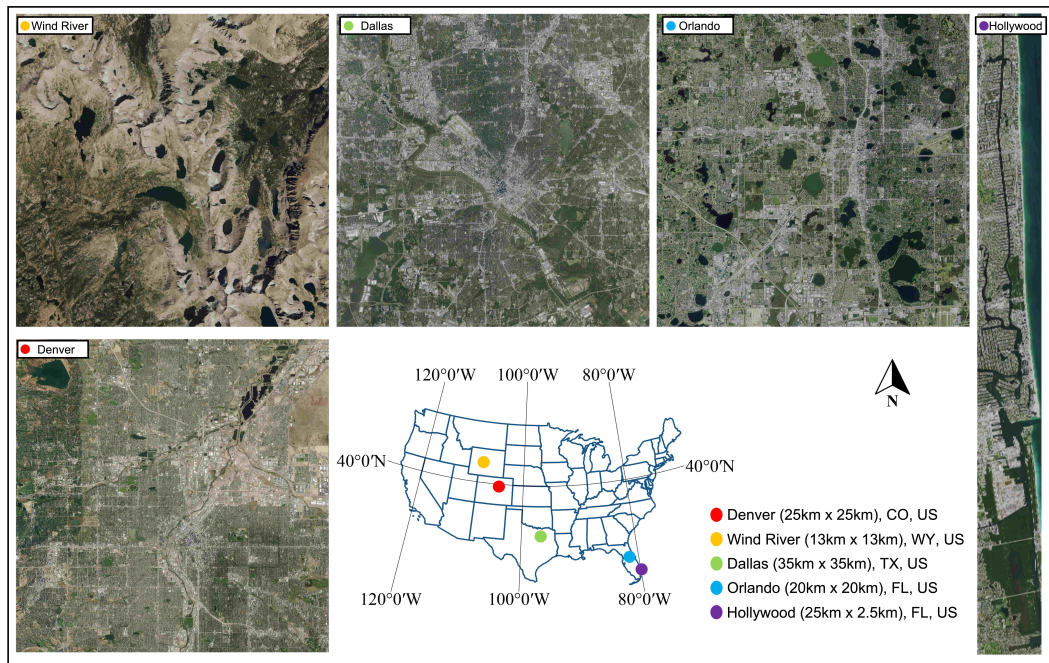 Wind River
Dallas
Orlando
Hollywood
Denver
120°0′W 100°0′W 80°0′W
N
40°0′N
40°0′N
Denver (25km x 25km), CO, US
Wind River (13km x 13km), WY, US
Dallas (35km x 35km), TX, US
Orlando (20km x 20km), FL, US
Hollywood (25km x 2.5km), FL, US
120°0′W 100°0′W 80°0′W